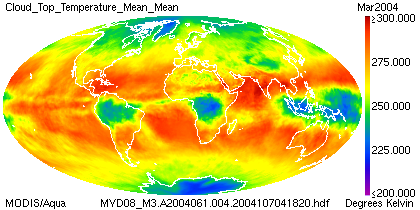 Cloud_Top_Temperature_Mean_Mean
Mar2004
≥300.000
275.000
250.000
225.000
≤200.000
MODIS/Aqua MYD08_M3.A2004061.004.2004107041820.hdf Degrees Kelvin